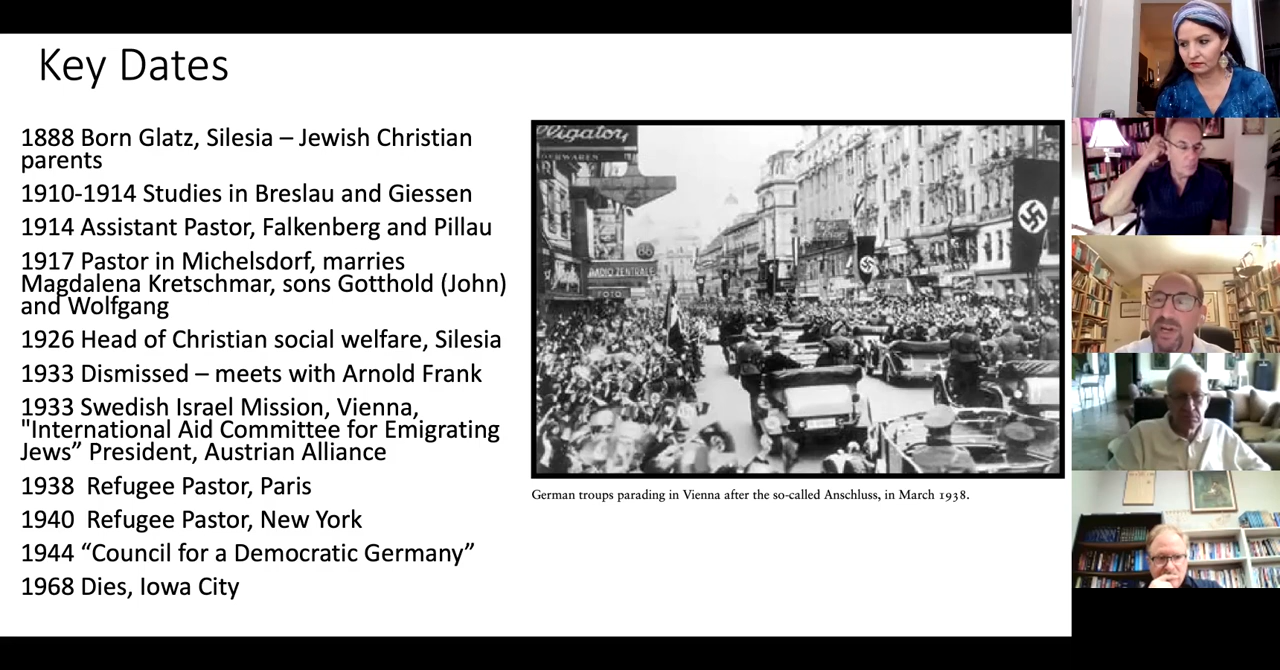 Key Dates
1888 Born Glatz, Silesia – Jewish Christian
parents
1910-1914 Studies in Breslau and Giessen
1914 Assistant Pastor, Falkenberg and Pillau
1917 Pastor in Michelsdorf, marries
Magdalena Kretschmar, sons Gotthold (John)
and Wolfgang
1926 Head of Christian social welfare, Silesia
1933 Dismissed – meets with Arnold Frank
1933 Swedish Israel Mission, Vienna,
"International Aid Committee for Emigrating
Jews” President, Austrian Alliance
1938  Refugee Pastor, Paris
1940  Refugee Pastor, New York
1944 “Council for a Democratic Germany”
1968 Dies, Iowa City
RADIO ZENTRALE
FOTO
German troups parading in Vienna after the so-called Anschluss, in March 1938.